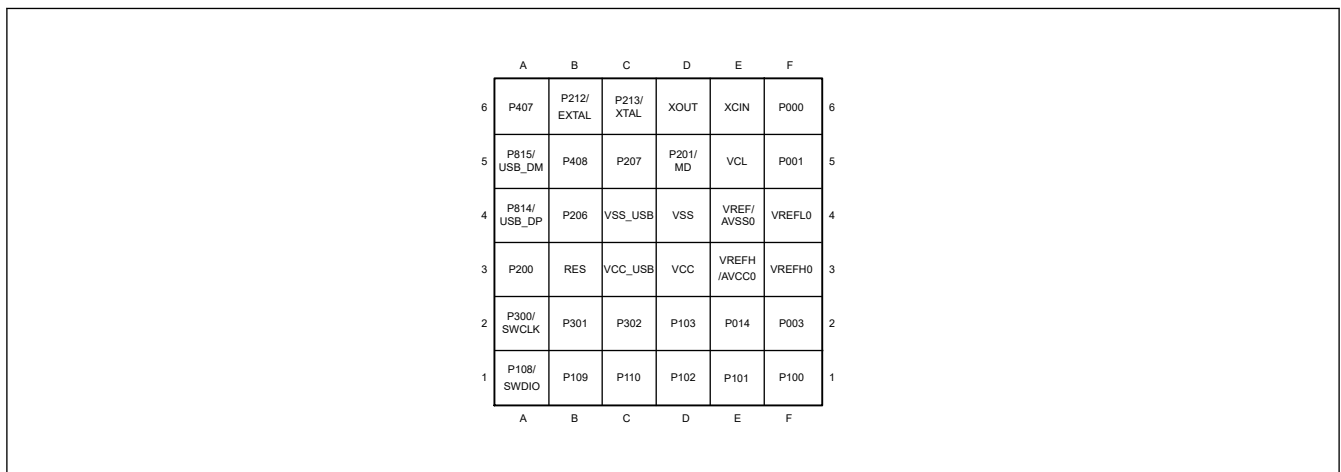 A B C D E F
6 P407 P212/ EXTAL P213/ XTAL XOUT XCIN P000 6
5 P815/ USB_DM P408 P207 P201/ MD VCL P001 5
4 P814/ USB_DP P206 VSS_USB VSS VREF/ AVSS0 VREFL0 4
3 P200 RES VCC_USB VCC VREFH /AVCC0 VREFH0 3
2 P300/ SWCLK P301 P302 P103 P014 P003 2
1 P108/ SWDIO P109 P110 P102 P101 P100 1
A B C D E F